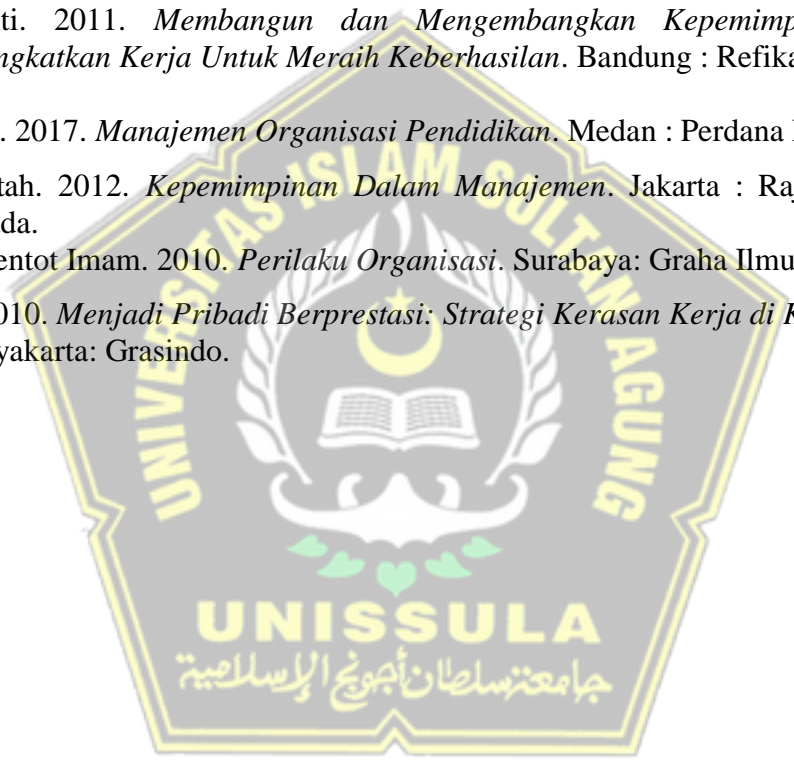 ti. 2011. Membangun dan Mengembangkan Kepemimp
ngkatkan Kerja Untuk Meraih Keberhasilan. Bandung : Refika
. 2017. Manajemen Organisasi Pendidikan. Medan : Perdana
tah. 2012. Kepemimpinan Dalam Manajemen. Jakarta : Raj
da.
entot Imam. 2010. Perilaku Organisasi. Surabaya: Graha Ilmu
010. Menjadi Pribadi Berprestasi: Strategi Kerasan Kerja di K
yakarta: Grasindo.
UNIVERSITAS ISLAM SULTAN AGUNG
UNISSULA
جامعة سلطان أجونج الإسلامية